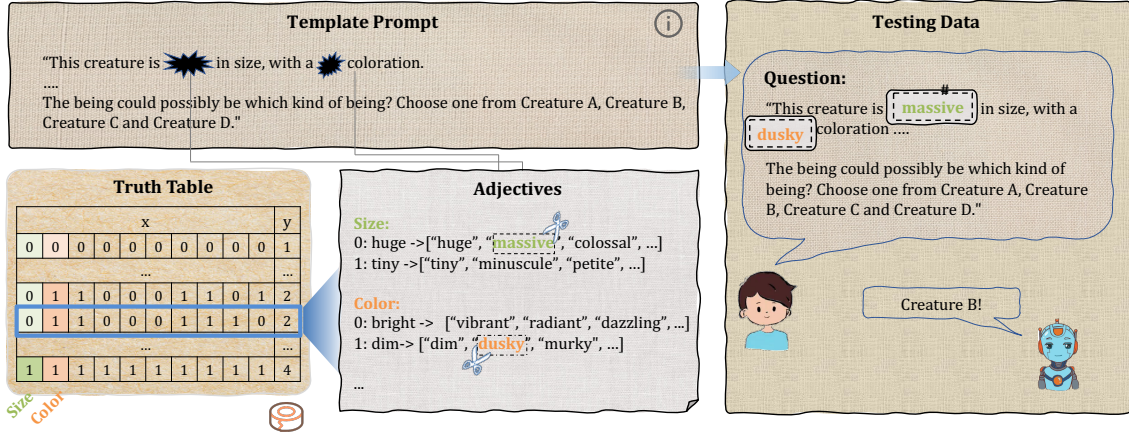 Template Prompt
“This creature is in size, with a coloration.
....
The being could possibly be which kind of being? Choose one from Creature A, Creature B,
Creature C and Creature D."
Truth Table
x y
0 0 0 0 0 0 0 0 0 0 1
... ...
0 1 1 0 0 0 1 1 0 1 2
0 1 1 0 0 0 1 1 1 0 2
... ...
1 1 1 1 1 1 1 1 1 1 4
Size
Color
Adjectives
Size:
0: huge ->[“huge”, “massive”, “colossal, ...]
1: tiny ->[“tiny”, “minuscule”, “petite”, ...]
Color:
0: bright -> [“vibrant”, “radiant”, “dazzling”, ...]
1: dim-> [“dim”, “dusky”, “murky”, ...]
...
Testing Data
Question:
#
“This creature is massive in size, with a
dusky coloration ....
The being could possibly be which kind of
being? Choose one from Creature A, Creature
B, Creature C and Creature D."
Creature B!